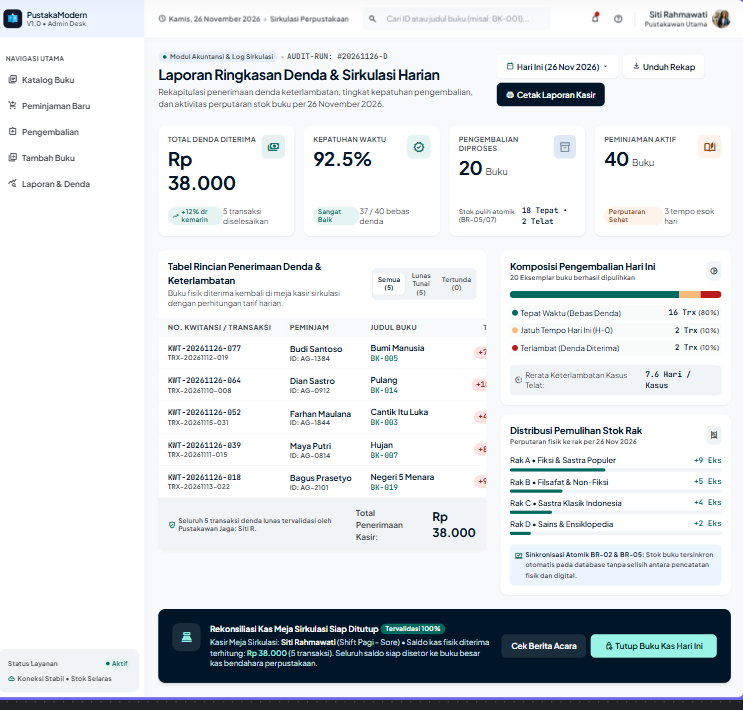 PustakaModern
V1.0 • Admin Desk
Kamis, 26 November 2026 • Sirkulasi Perpustakaan
Cari ID atau judul buku (misal: BK-001)...
Siti Rahmawati
Pustakawan Utama
NAVIGASI UTAMA
Katalog Buku
Peminjaman Baru
Pengembalian
Tambah Buku
Laporan & Denda
Modul Akuntansi & Log Sirkulasi • AUDIT-RUN: #20261126-D
Laporan Ringkasan Denda & Sirkulasi Harian
Rekapitulasi penerimaan denda keterlambatan, tingkat kepatuhan pengembalian,
dan aktivitas perputaran stok buku per 26 November 2026.
Hari Ini (26 Nov 2026)
Unduh Rekap
Cetak Laporan Kasir
TOTAL DENDA DITERIMA
Rp
38.000
+12% dr
kemarin
5 transaksi
diselesaikan
KEPATUHAN WAKTU
92.5%
Sangat
Baik
37 / 40 bebas
denda
PENGEMBALIAN
DIPROSES
20 Buku
Stok pulih atomik
(BR-05/07)
18 Tepat •
2 Telat
PEMINJAMAN AKTIF
40 Buku
Perputaran
Sehat
3 tempo esok
hari
Tabel Rincian Penerimaan Denda &
Keterlambatan
Buku fisik diterima kembali di meja kasir sirkulasi
dengan perhitungan tarif harian.
Semua
(5)
Lunas
Tunai
(5)
Tertunda
(0)
NO. KWITANSI / TRANSAKSI PEMINJAM JUDUL BUKU T
KWT-20261126-077 Budi Santoso Bumi Manusia
TRX-20261112-019 ID: AG-1384 BK-005
KWT-20261126-064 Dian Sastro Pulang
TRX-20261110-008 ID: AG-0912 BK-014
KWT-20261126-052 Farhan Maulana Cantik Itu Luka
TRX-20261115-031 ID: AG-1844 BK-003
KWT-20261126-039 Maya Putri Hujan
TRX-20261111-015 ID: AG-0814 BK-007
KWT-20261126-018 Bagus Prasetyo Negeri 5 Menara
TRX-20261113-022 ID: AG-2101 BK-019
Seluruh 5 transaksi denda lunas tervalidasi oleh
Pustakawan Jaga: Siti R.
Total
Penerimaan
Kasir:
Rp
38.000
Komposisi Pengembalian Hari Ini
20 Eksemplar buku berhasil dipulihkan
Tepat Waktu (Bebas Denda) 16 Trx (80%)
Jatuh Tempo Hari Ini (H-0) 2 Trx (10%)
Terlambat (Denda Diterima) 2 Trx (10%)
Rerata Keterlambatan Kasus
Telat:
7.6 Hari /
Kasus
Distribusi Pemulihan Stok Rak
Perputaran fisik ke rak per 26 Nov 2026
Rak A • Fiksi & Sastra Populer +9 Eks
Rak B • Filsafat & Non-Fiksi +5 Eks
Rak C • Sastra Klasik Indonesia +4 Eks
Rak D • Sains & Ensiklopedia +2 Eks
Sinkronisasi Atomik BR-02 & BR-05: Stok buku tersinkron
otomatis pada database tanpa selisih antara pencatatan
fisik dan digital.
Rekonsiliasi Kas Meja Sirkulasi Siap Ditutup Tervalidasi 100%
Kasir Meja Sirkulasi: Siti Rahmawati (Shift Pagi - Sore) • Saldo kas fisik diterima
terhitung: Rp 38.000 (5 transaksi). Seluruh saldo siap disetor ke buku besar
kas bendahara perpustakaan.
Cek Berita Acara
Tutup Buku Kas Hari Ini
Status Layanan
Aktif
Koneksi Stabil • Stok Selaras